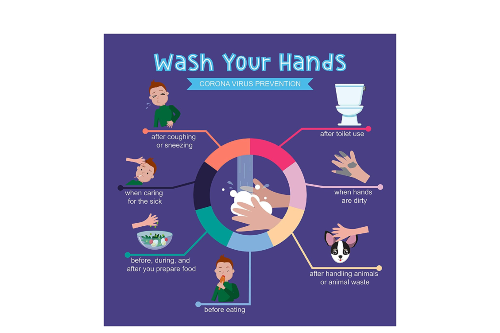 Wash Your Hands
CORONA VIRUS PREVENTION
after coughing
or sneezing
after toilet use
when caring
for the sick
when hands
are dirty
before, during, and
after you prepare food
after handling animals
or animal waste
before eating